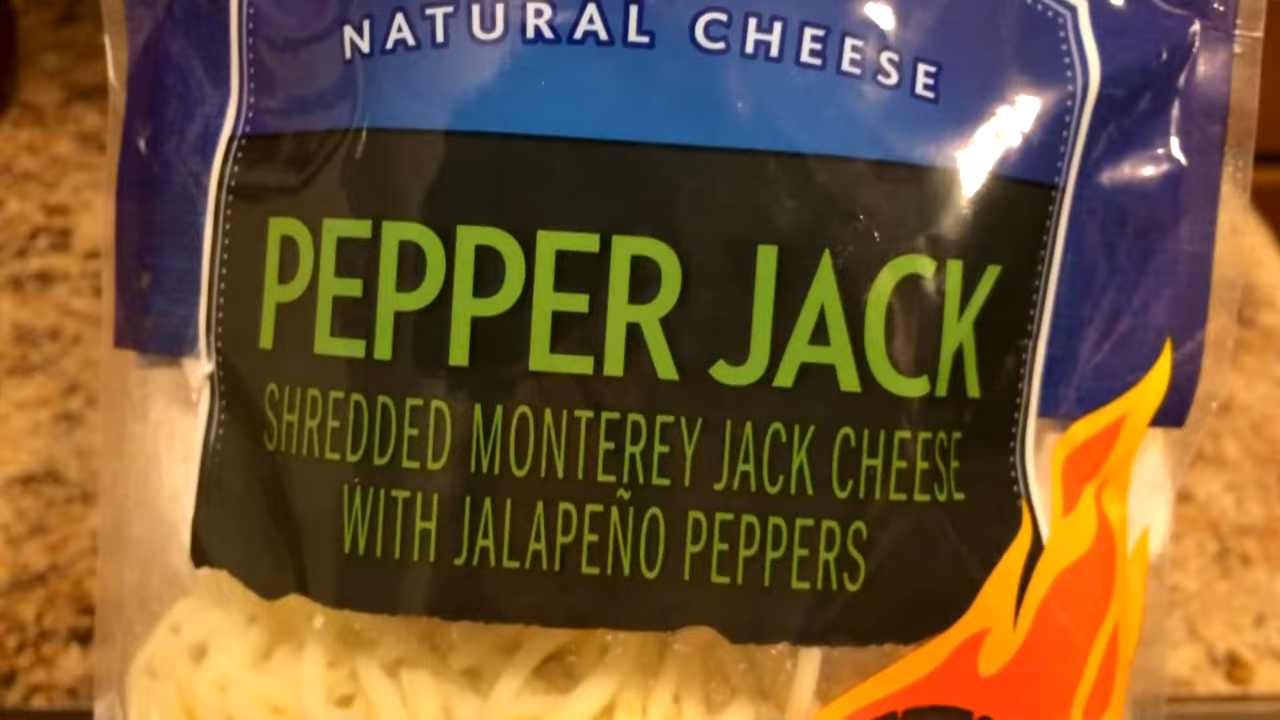 NATURAL CHEESE
PEPPER JACK
SHREDDED MONTEREY JACK CHEESE
WITH JALAPEÑO PEPPERS